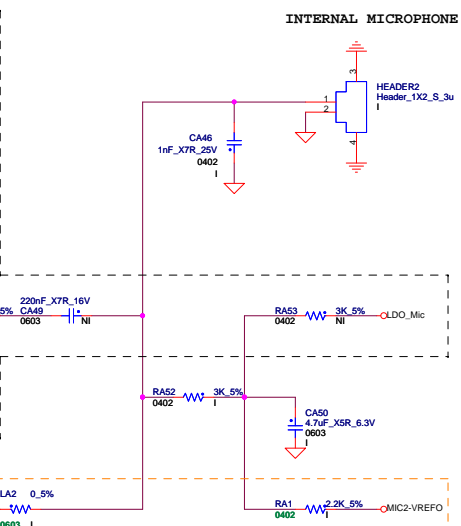 INTERNAL MICROPHONE
3
HEADER2
Header_1X2_S_3u
I
1
2
4
CA46
1nF_X7R_25V
0402
I
220nF_X7R_16V
5% CA49
0603 NI
RA53 3K_5%
0402 NI
LDO_Mic
RA52 3K_5%
0402 I
CA50
4.7uF_X5R_6.3V
0603
I
LA2 0_5%
0603 I
RA1 2.2K_5%
0402 I
MIC2-VREFO